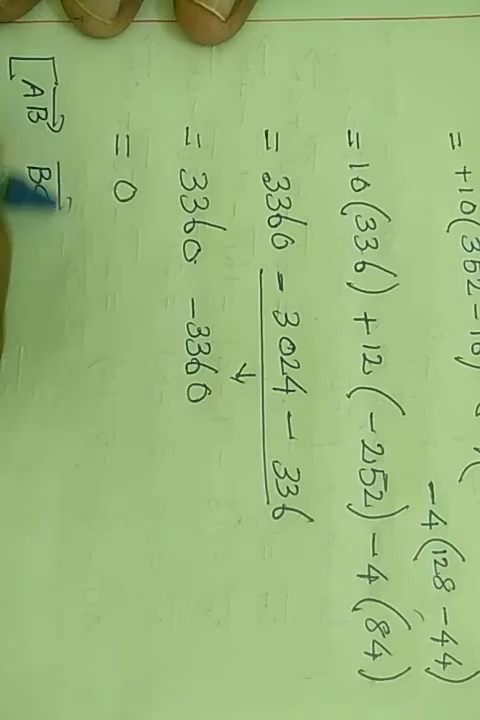 = +10(352-16)
-4(128-44)
= 10(336) + 12(-252) - 4(84)
= 3360 - 3024 - 336
↓
= 3360 - 3360
= 0
[AB BC